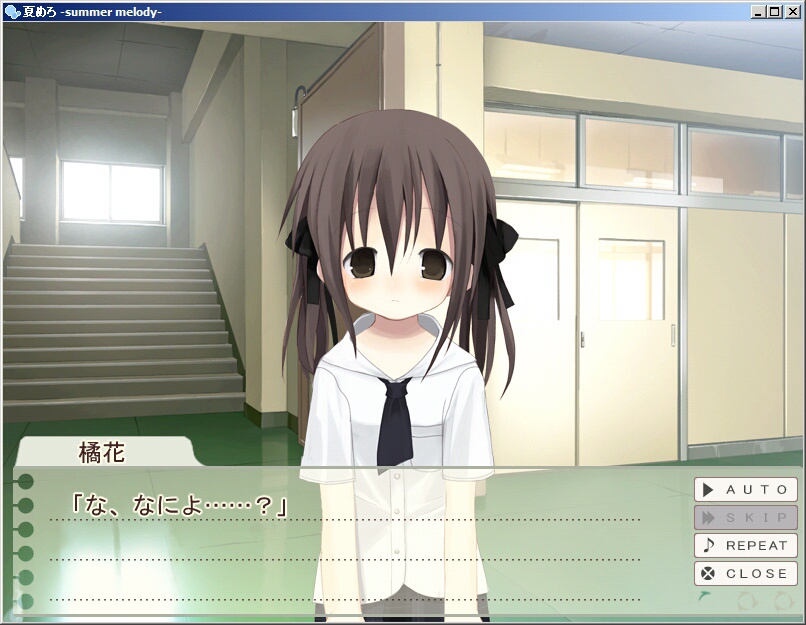 夏めろ -summer melody-
橘花
「な、なによ……？」
AUTO
SKIP
REPEAT
CLOSE